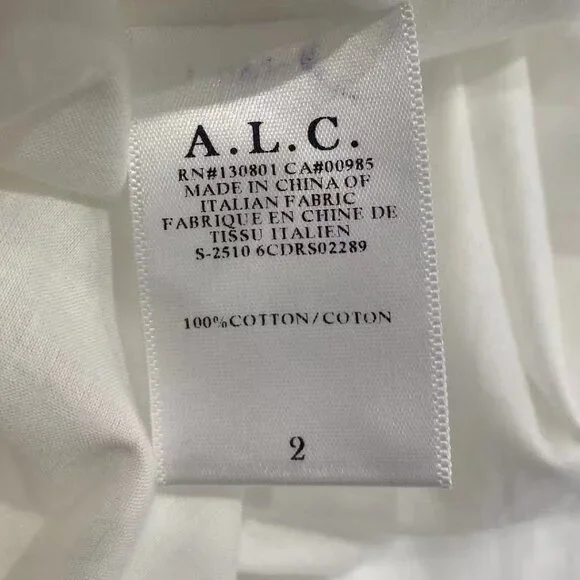 A.L.C.
RN#130801 CA#00985
MADE IN CHINA OF
ITALIAN FABRIC
FABRIQUE EN CHINE DE
TISSU ITALIEN
S-2510 6CDRS02289
100%COTTON/COTON
2